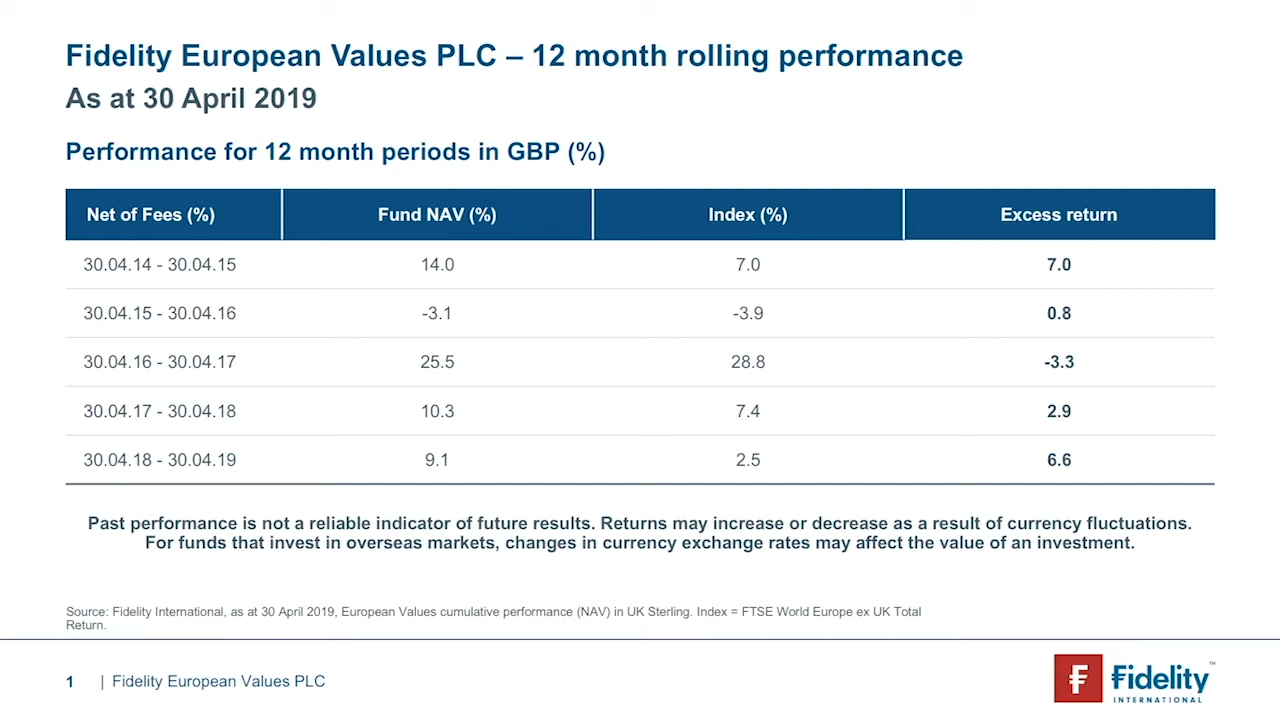 Fidelity European Values PLC – 12 month rolling performance
As at 30 April 2019
Performance for 12 month periods in GBP (%)
Net of Fees (%) Fund NAV (%) Index (%) Excess return
30.04.14 - 30.04.15 14.0 7.0 7.0
30.04.15 - 30.04.16 -3.1 -3.9 0.8
30.04.16 - 30.04.17 25.5 28.8 -3.3
30.04.17 - 30.04.18 10.3 7.4 2.9
30.04.18 - 30.04.19 9.1 2.5 6.6
Past performance is not a reliable indicator of future results. Returns may increase or decrease as a result of currency fluctuations.
For funds that invest in overseas markets, changes in currency exchange rates may affect the value of an investment.
Source: Fidelity International, as at 30 April 2019, European Values cumulative performance (NAV) in UK Sterling. Index = FTSE World Europe ex UK Total
Return.
1 | Fidelity European Values PLC
Fidelity™
INTERNATIONAL